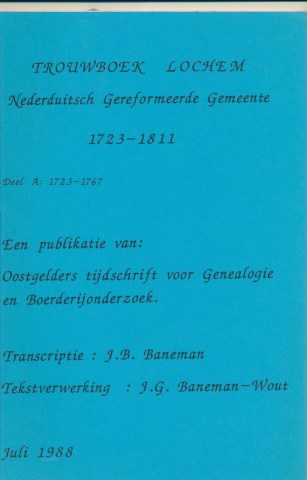 TROUWBOEK LOCHEM
Nederduitsch Gereformeerde Gemeente
1723-1811
Deel A: 1723-1767
Een publikatie van:
Oostgelders tijdschrift voor Genealogie
en Boerderijonderzoek.
Transcriptie : J.B. Baneman
Tekstverwerking : J.G. Baneman-Wout
Juli 1988